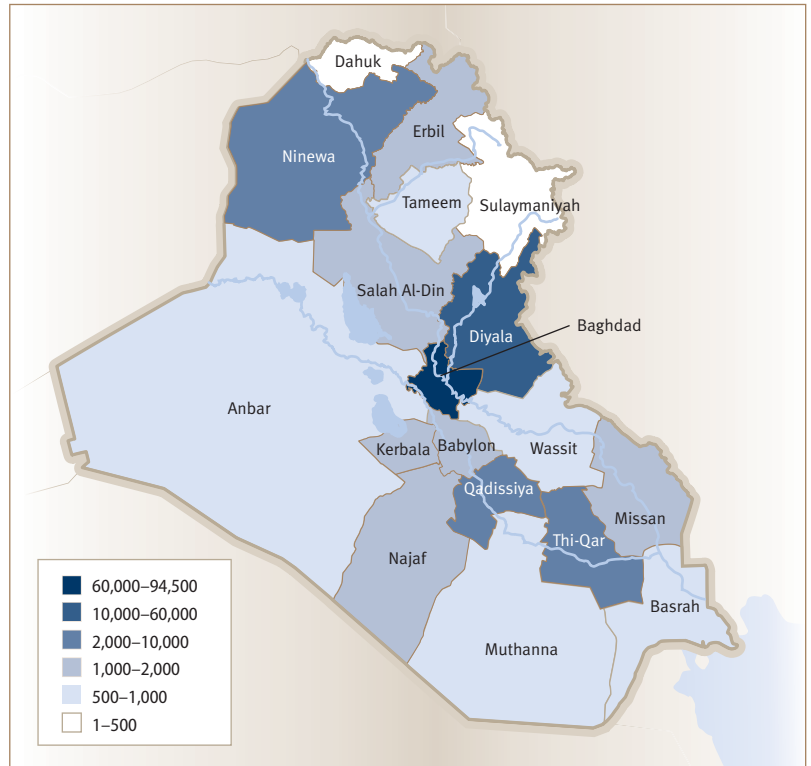 Dahuk
Erbil
Ninewa
Tameem
Sulaymaniyah
Salah Al-Din
Diyala
Baghdad
Anbar
Kerbala
Babylon
Wassit
Qadissiya
Missan
Thi-Qar
Najaf
Basrah
Muthanna
60,000–94,500
10,000–60,000
2,000–10,000
1,000–2,000
500–1,000
1–500